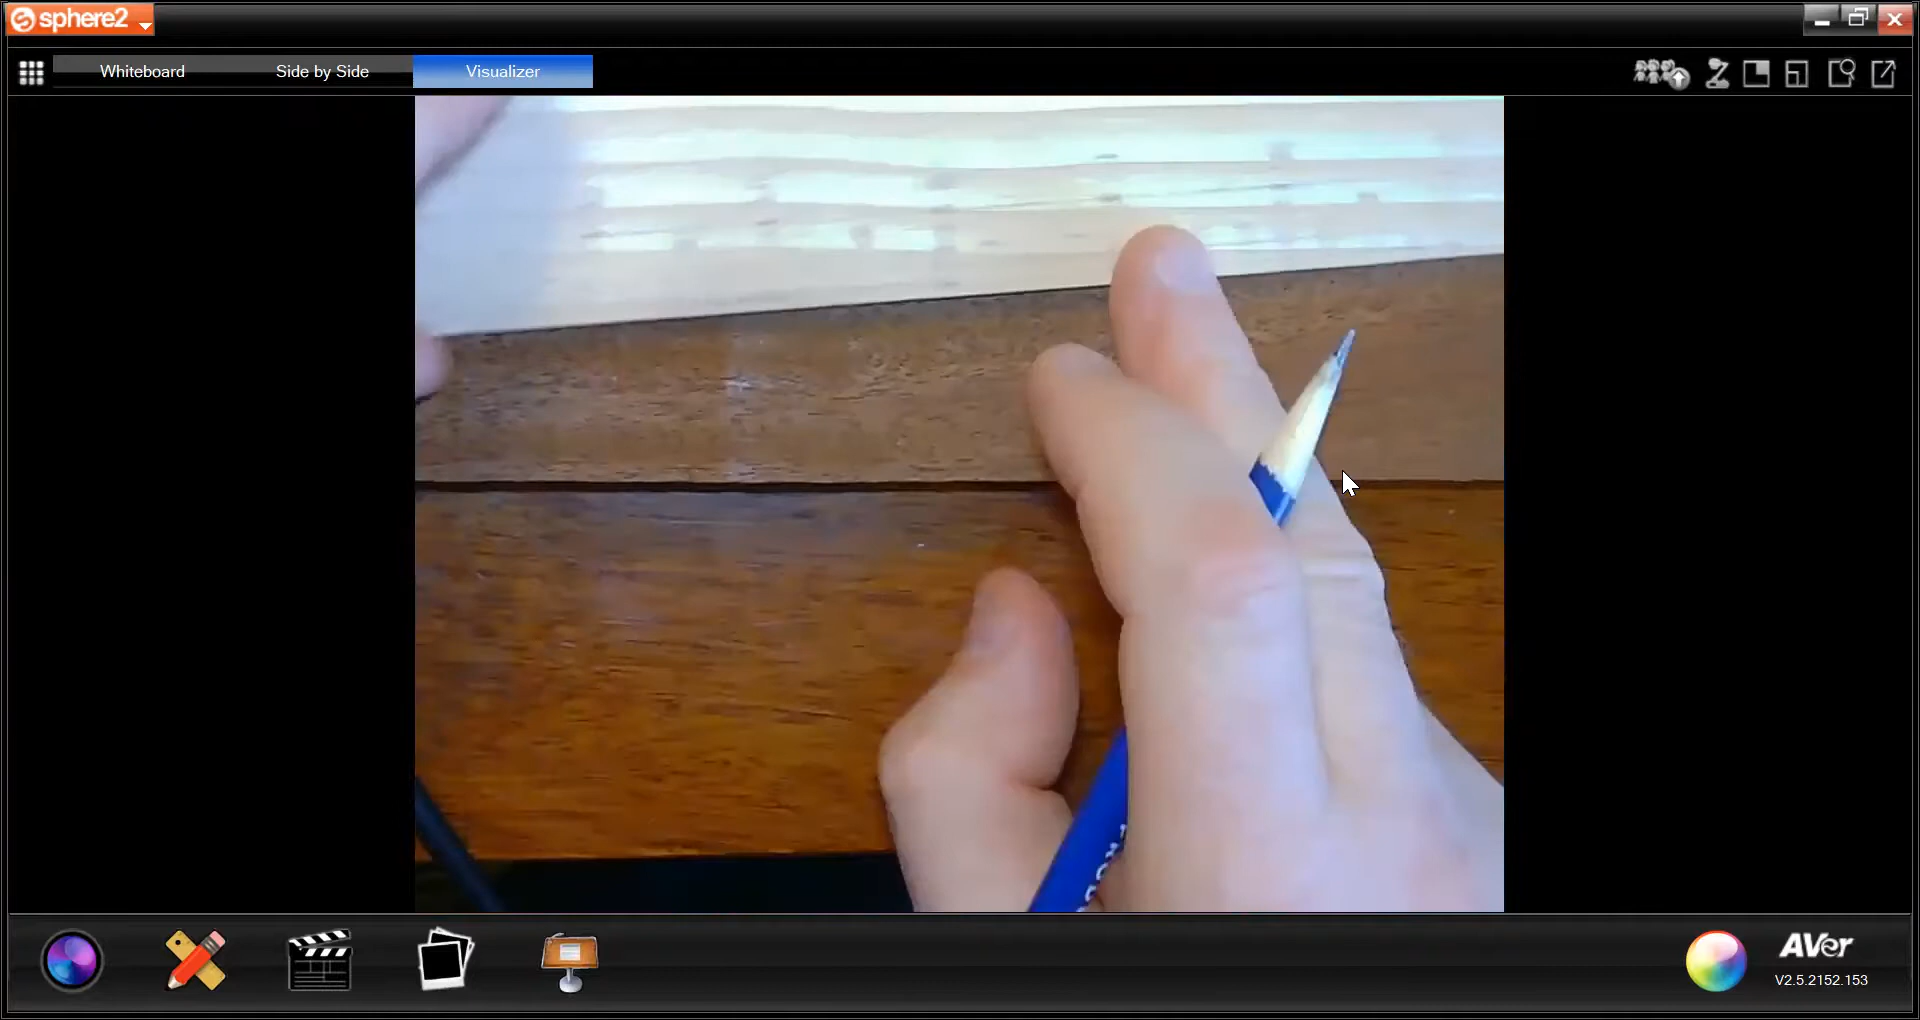 sphere2
Whiteboard
Side by Side
Visualizer
AVer
V2.5.2152.153